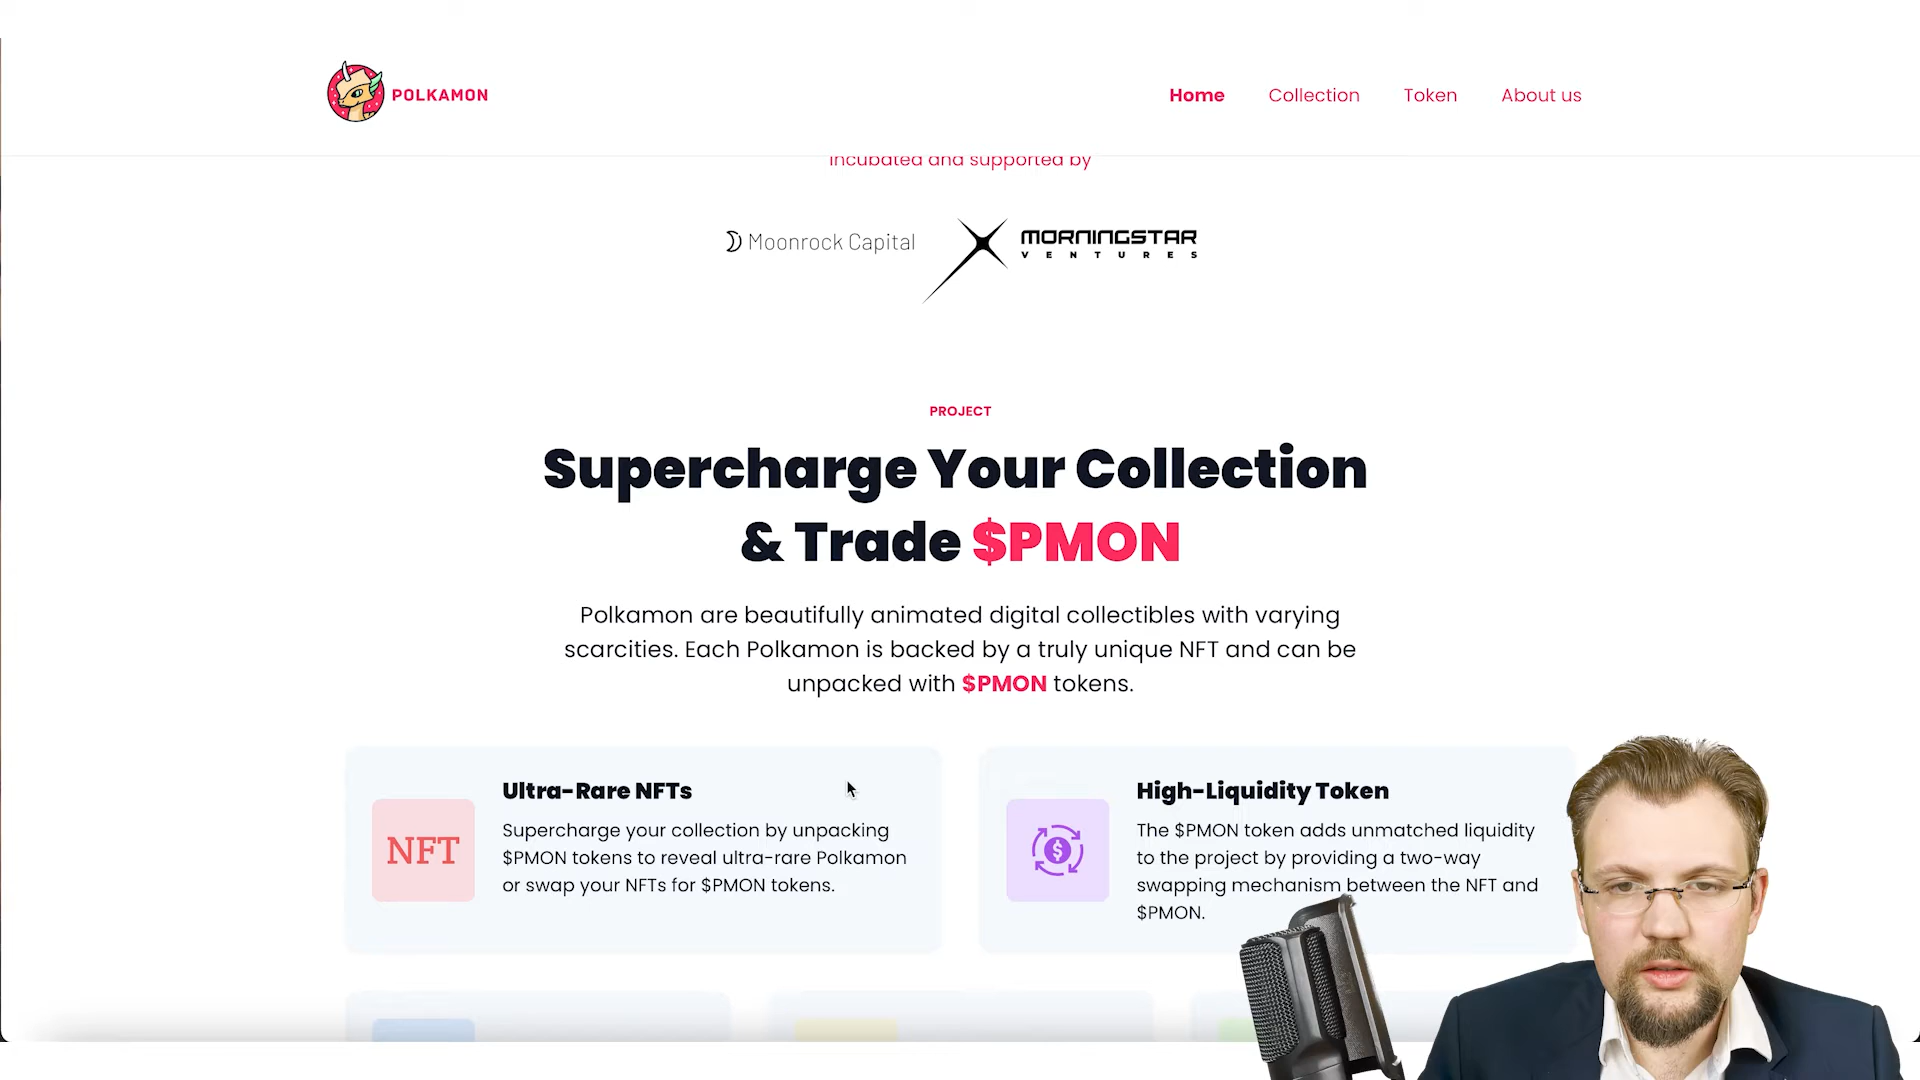 POLKAMON
Home
Collection
Token
About us
Incubated and supported by
Moonrock Capital
MORNINGSTAR
VENTURES
PROJECT
Supercharge Your Collection
& Trade $PMON
Polkamon are beautifully animated digital collectibles with varying
scarcities. Each Polkamon is backed by a truly unique NFT and can be
unpacked with $PMON tokens.
NFT
Ultra-Rare NFTs
Supercharge your collection by unpacking
$PMON tokens to reveal ultra-rare Polkamon
or swap your NFTs for $PMON tokens.
$
High-Liquidity Token
The $PMON token adds unmatched liquidity
to the project by providing a two-way
swapping mechanism between the NFT and
$PMON.